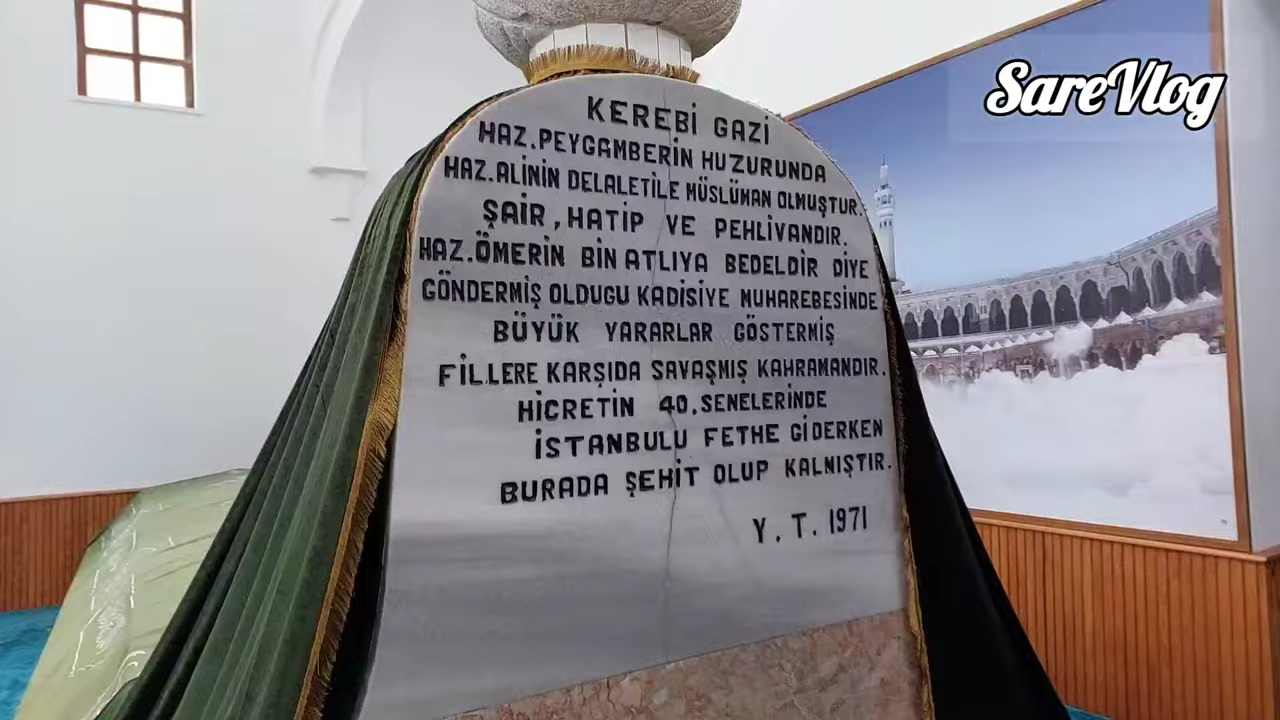 SareVlog
KEREBİ GAZİ
HAZ.PEYGAMBERİN HUZURUNDA
HAZ.ALİNİN DELALETİLE MÜSLÜMAN OLMUŞTUR.
ŞAİR, HATİP VE PEHLİVANDIR.
HAZ.ÖMERİN BİN ATLIYA BEDELDİR DİYE
GÖNDERMİŞ OLDUGU KADİSİYE MUHAREBESİNDE
BÜYÜK YARARLAR GÖSTERMİŞ
FİLLERE KARŞIDA SAVAŞMIŞ KAHRAMANDIR.
HİCRETİN 40. SENELERİNDE
İSTANBULU FETHE GİDERKEN
BURADA ŞEHİT OLUP KALMIŞTIR.
Y. T. 1971